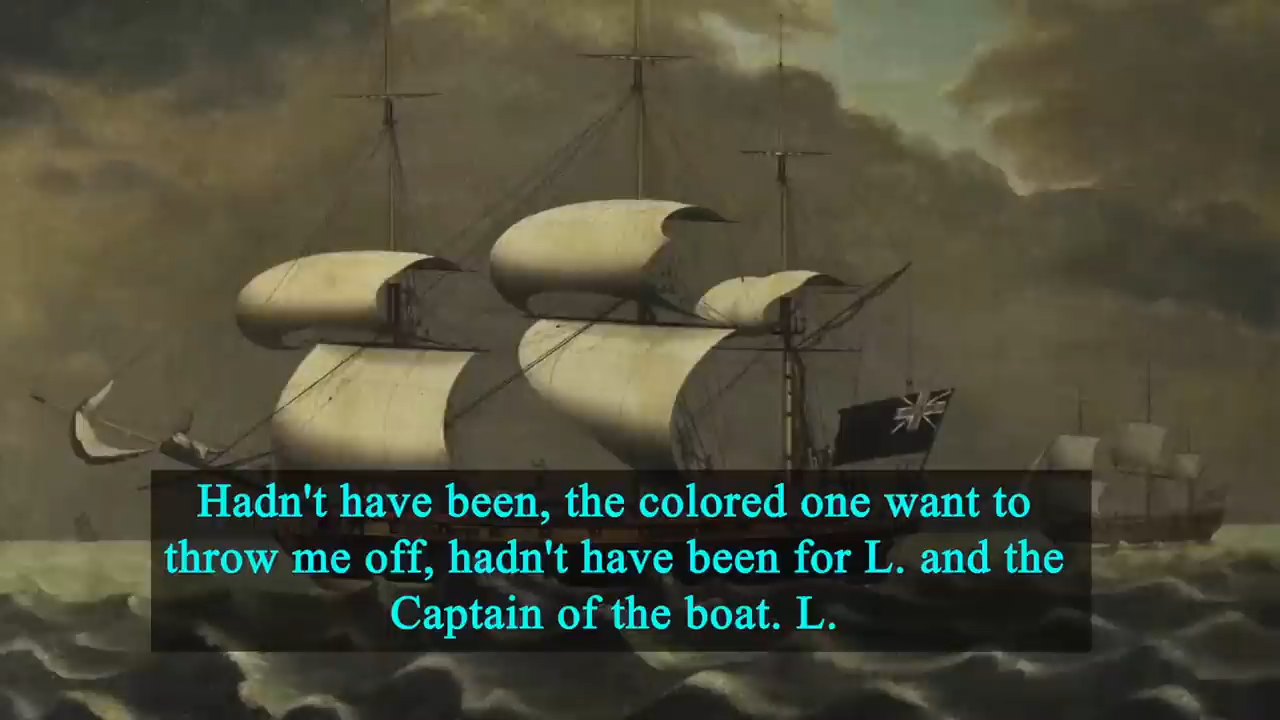 Hadn't have been, the colored one want to
throw me off, hadn't have been for L. and the
Captain of the boat. L.